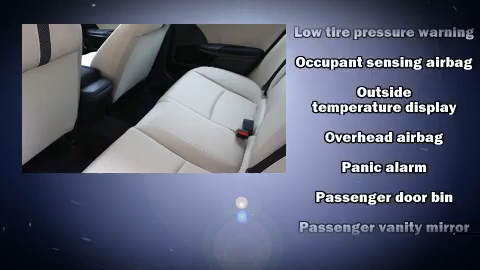 Low tire pressure warning
Occupant sensing airbag
Outside
temperature display
Overhead airbag
Panic alarm
Passenger door bin
Passenger vanity mirror